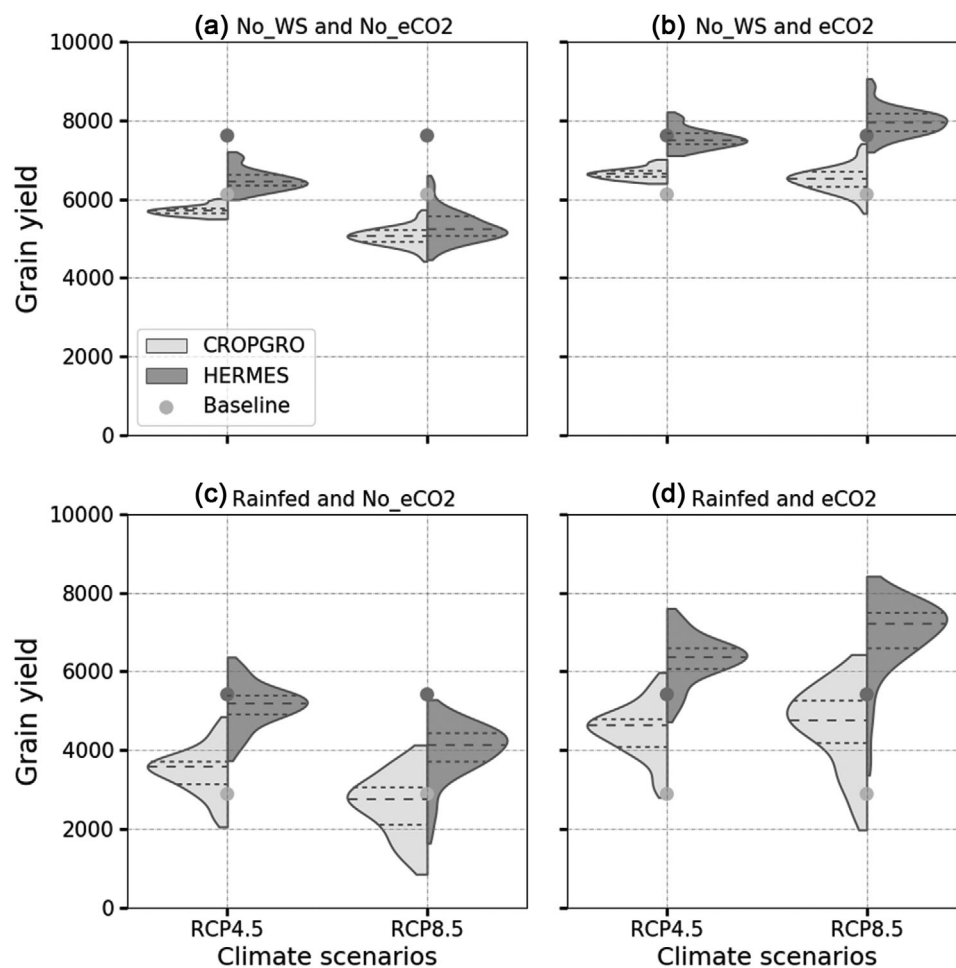 (a) No_WS and No_eCO2
(b) No_WS and eCO2
10000
8000
6000
4000
2000
0
Grain yield
CROPGRO
HERMES
Baseline
(c) Rainfed and No_eCO2
(d) Rainfed and eCO2
10000
8000
6000
4000
2000
0
Grain yield
RCP4.5 RCP8.5
RCP4.5 RCP8.5
Climate scenarios
Climate scenarios